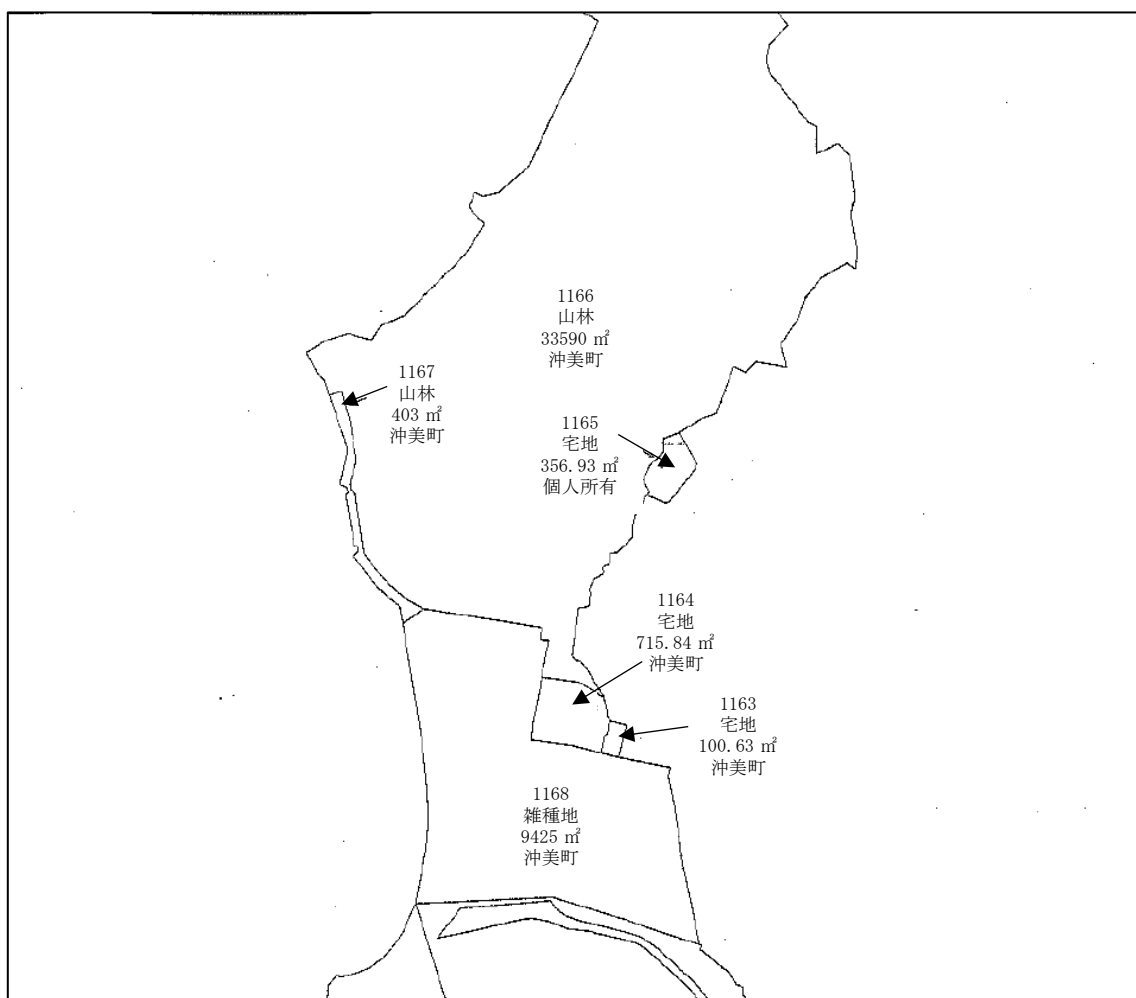 1166
山林
33590 ㎡
沖美町
1167
山林
403 ㎡
沖美町
1165
宅地
356.93 ㎡
個人所有
1164
宅地
715.84 ㎡
沖美町
1163
宅地
100.63 ㎡
沖美町
1168
雑種地
9425 ㎡
沖美町